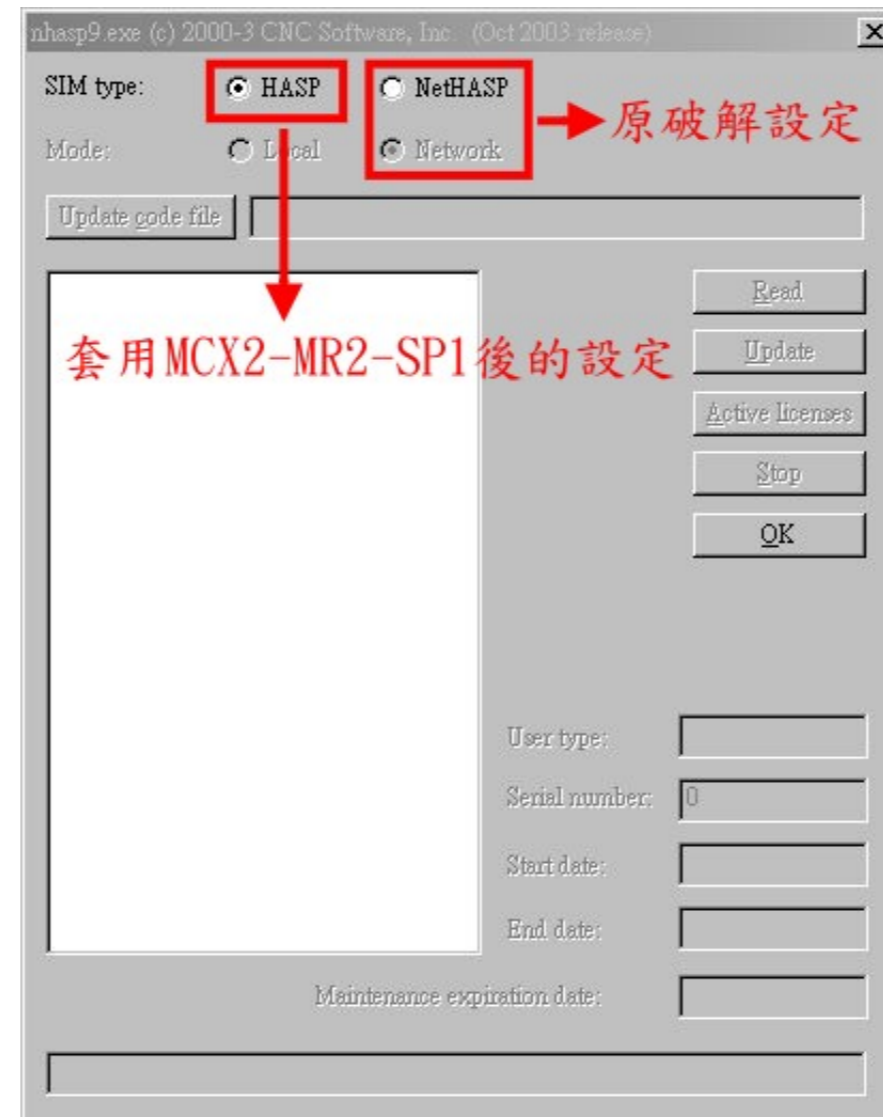 nhasp9.exe (c) 2000-3 CNC Software, Inc. (Oct 2003 release)
SIM type: HASP NetHASP
原破解設定
Mode: Local Network
Update code file
Read
套用MCX2-MR2-SP1後的設定
Update
Active licenses
Stop
OK
User type:
Serial number: 0
Start date:
End date:
Maintenance expiration date: